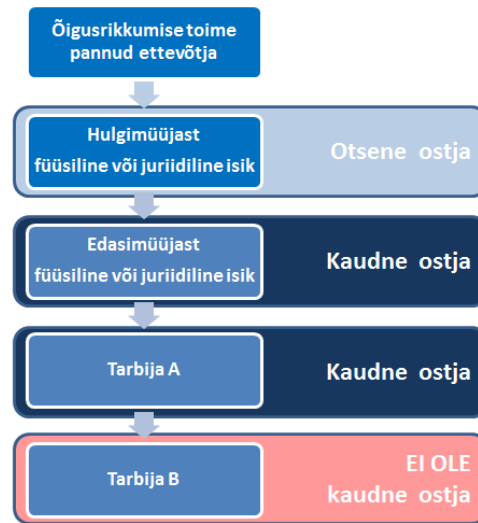 Õigusrikkumise toime
pannud ettevõtja
Hulgimüüjast
füüsiline või juriidiline isik
Otsene ostja
Edasimüüjast
füüsiline või juriidiline isik
Kaudne ostja
Tarbija A
Kaudne ostja
Tarbija B
EI OLE
kaudne ostja